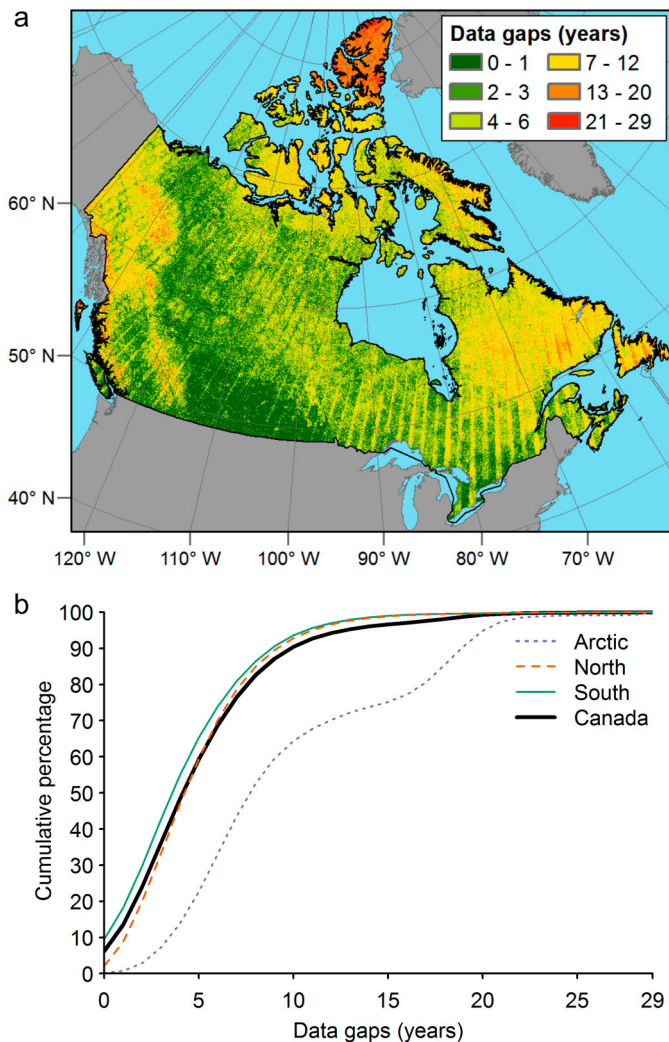 a
Data gaps (years)
0 - 1
7 - 12
2 - 3
13 - 20
4 - 6
21 - 29
60° N
50° N
40° N
120° W
110° W
100° W
90° W
80° W
70° W
b
100
90
80
70
60
50
40
30
20
10
0
Cumulative percentage
Arctic
North
South
Canada
0
5
10
15
20
25
29
Data gaps (years)